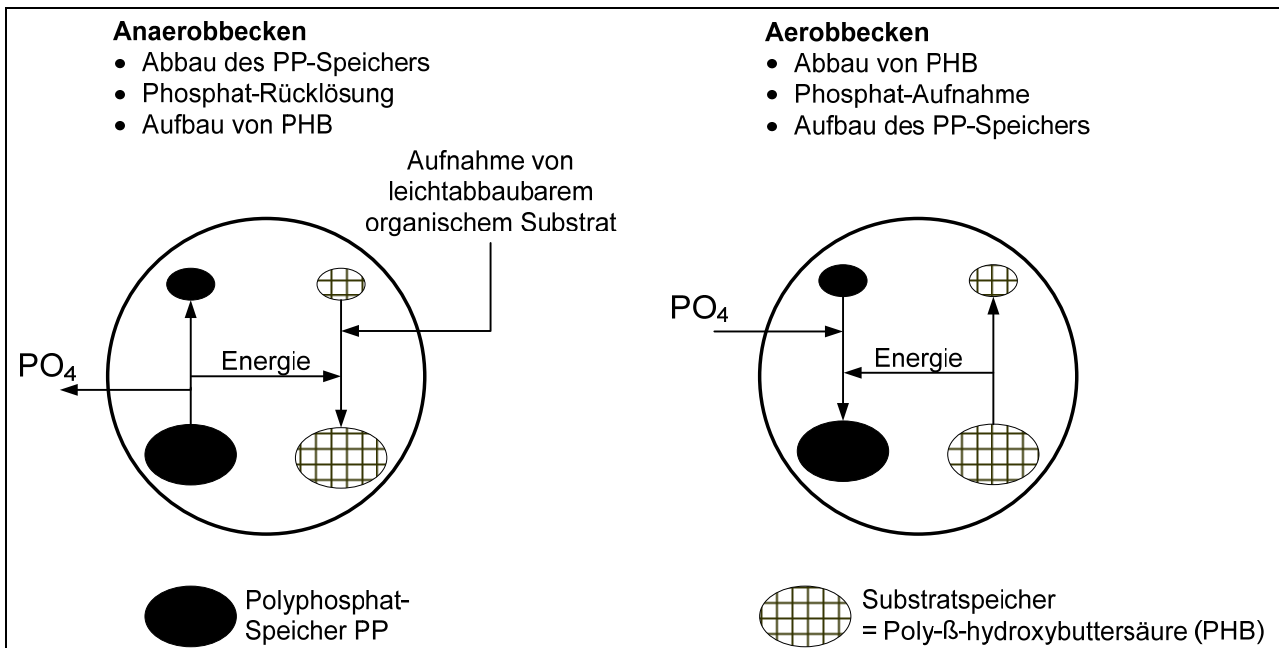 Anaerobbecken
• Abbau des PP-Speichers
• Phosphat-Rücklösung
• Aufbau von PHB
Aufnahme von
leichtabbaubarem
organischem Substrat
Energie
PO₄
Aerobbecken
• Abbau von PHB
• Phosphat-Aufnahme
• Aufbau des PP-Speichers
PO₄
Energie
Polyphosphat-
Speicher PP
Substratspeicher
= Poly-ß-hydroxybuttersäure (PHB)